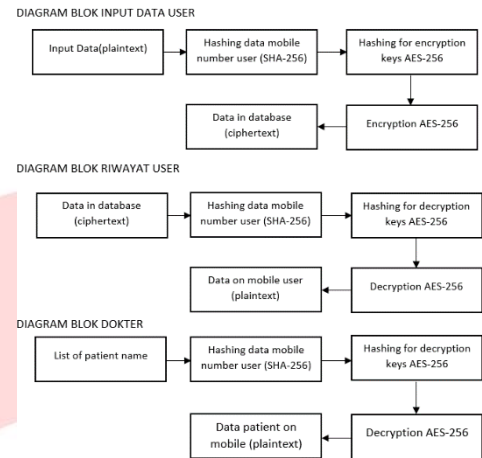 DIAGRAM BLOK INPUT DATA USER
Input Data(plaintext)
Hashing data mobile
number user (SHA-256)
Hashing for encryption
keys AES-256
Data in database
(ciphertext)
Encryption AES-256
DIAGRAM BLOK RIWAYAT USER
Data in database
(ciphertext)
Hashing data mobile
number user (SHA-256)
Hashing for decryption
keys AES-256
Data on mobile user
(plaintext)
Decryption AES-256
DIAGRAM BLOK DOKTER
List of patient name
Hashing data mobile
number user (SHA-256)
Hashing for decryption
keys AES-256
Data patient on
mobile (plaintext)
Decryption AES-256